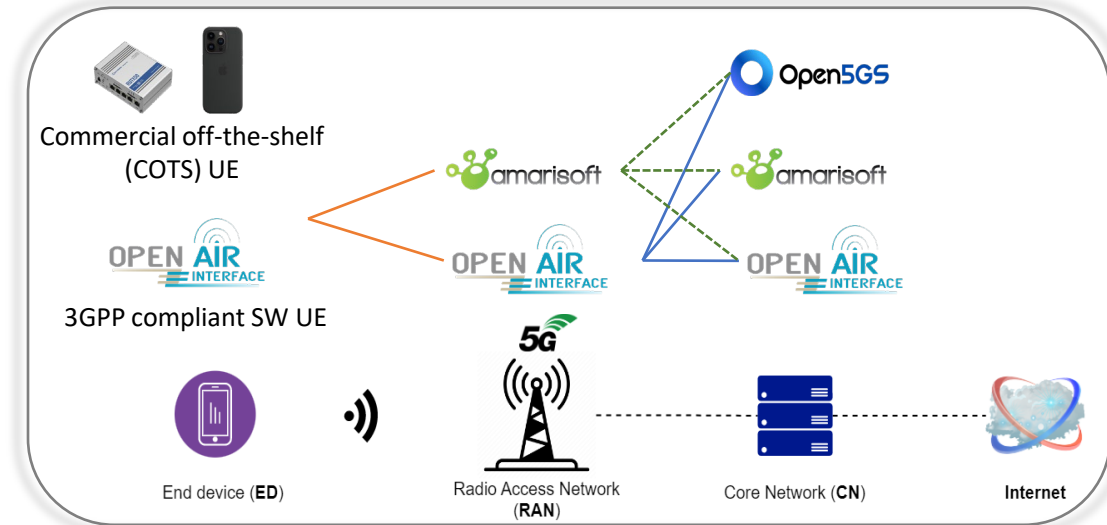 Open5GS
Commercial off-the-shelf
(COTS) UE
amarisoft
amarisoft
OPEN AIR
INTERFACE
OPEN AIR
INTERFACE
OPEN AIR
INTERFACE
3GPP compliant SW UE
5G
End device (ED)
Radio Access Network
(RAN)
Core Network (CN)
Internet